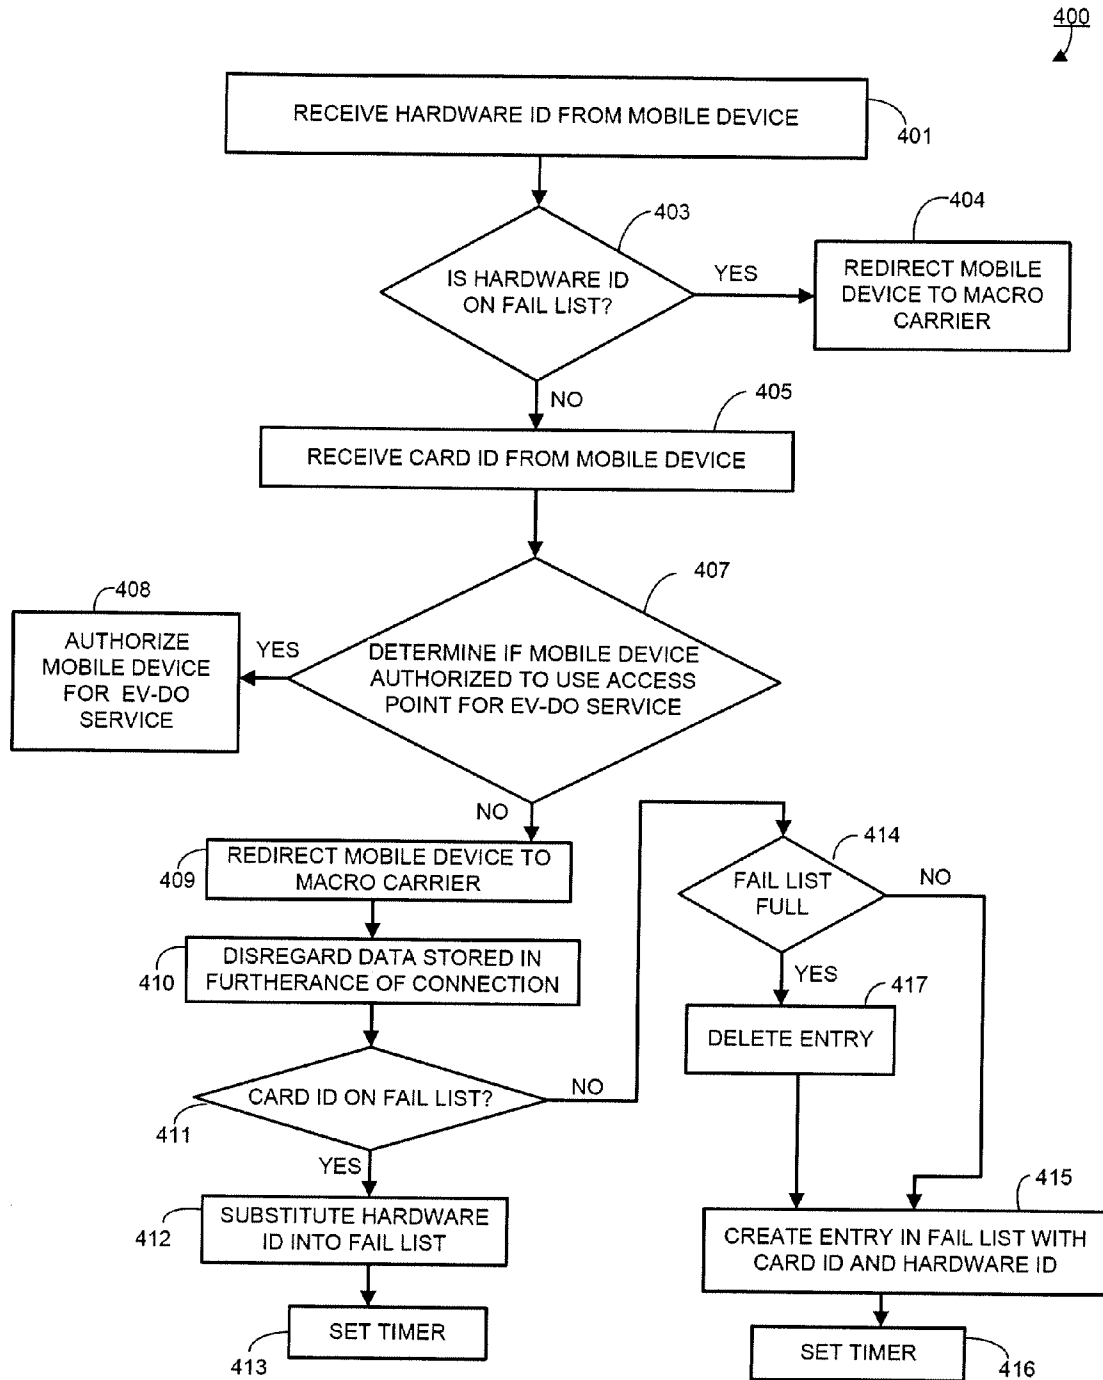 400
RECEIVE HARDWARE ID FROM MOBILE DEVICE
401
403
IS HARDWARE ID
ON FAIL LIST?
YES
404
REDIRECT MOBILE
DEVICE TO MACRO
CARRIER
NO
405
RECEIVE CARD ID FROM MOBILE DEVICE
407
DETERMINE IF MOBILE DEVICE
AUTHORIZED TO USE ACCESS
POINT FOR EV-DO SERVICE
YES
408
AUTHORIZE
MOBILE DEVICE
FOR EV-DO
SERVICE
NO
REDIRECT MOBILE DEVICE TO
MACRO CARRIER
409
DISREGARD DATA STORED IN
FURTHERANCE OF CONNECTION
410
CARD ID ON FAIL LIST?
411
NO
YES
SUBSTITUTE HARDWARE
ID INTO FAIL LIST
412
SET TIMER
413
414
FAIL LIST
FULL
NO
YES
417
DELETE ENTRY
415
CREATE ENTRY IN FAIL LIST WITH
CARD ID AND HARDWARE ID
SET TIMER
416